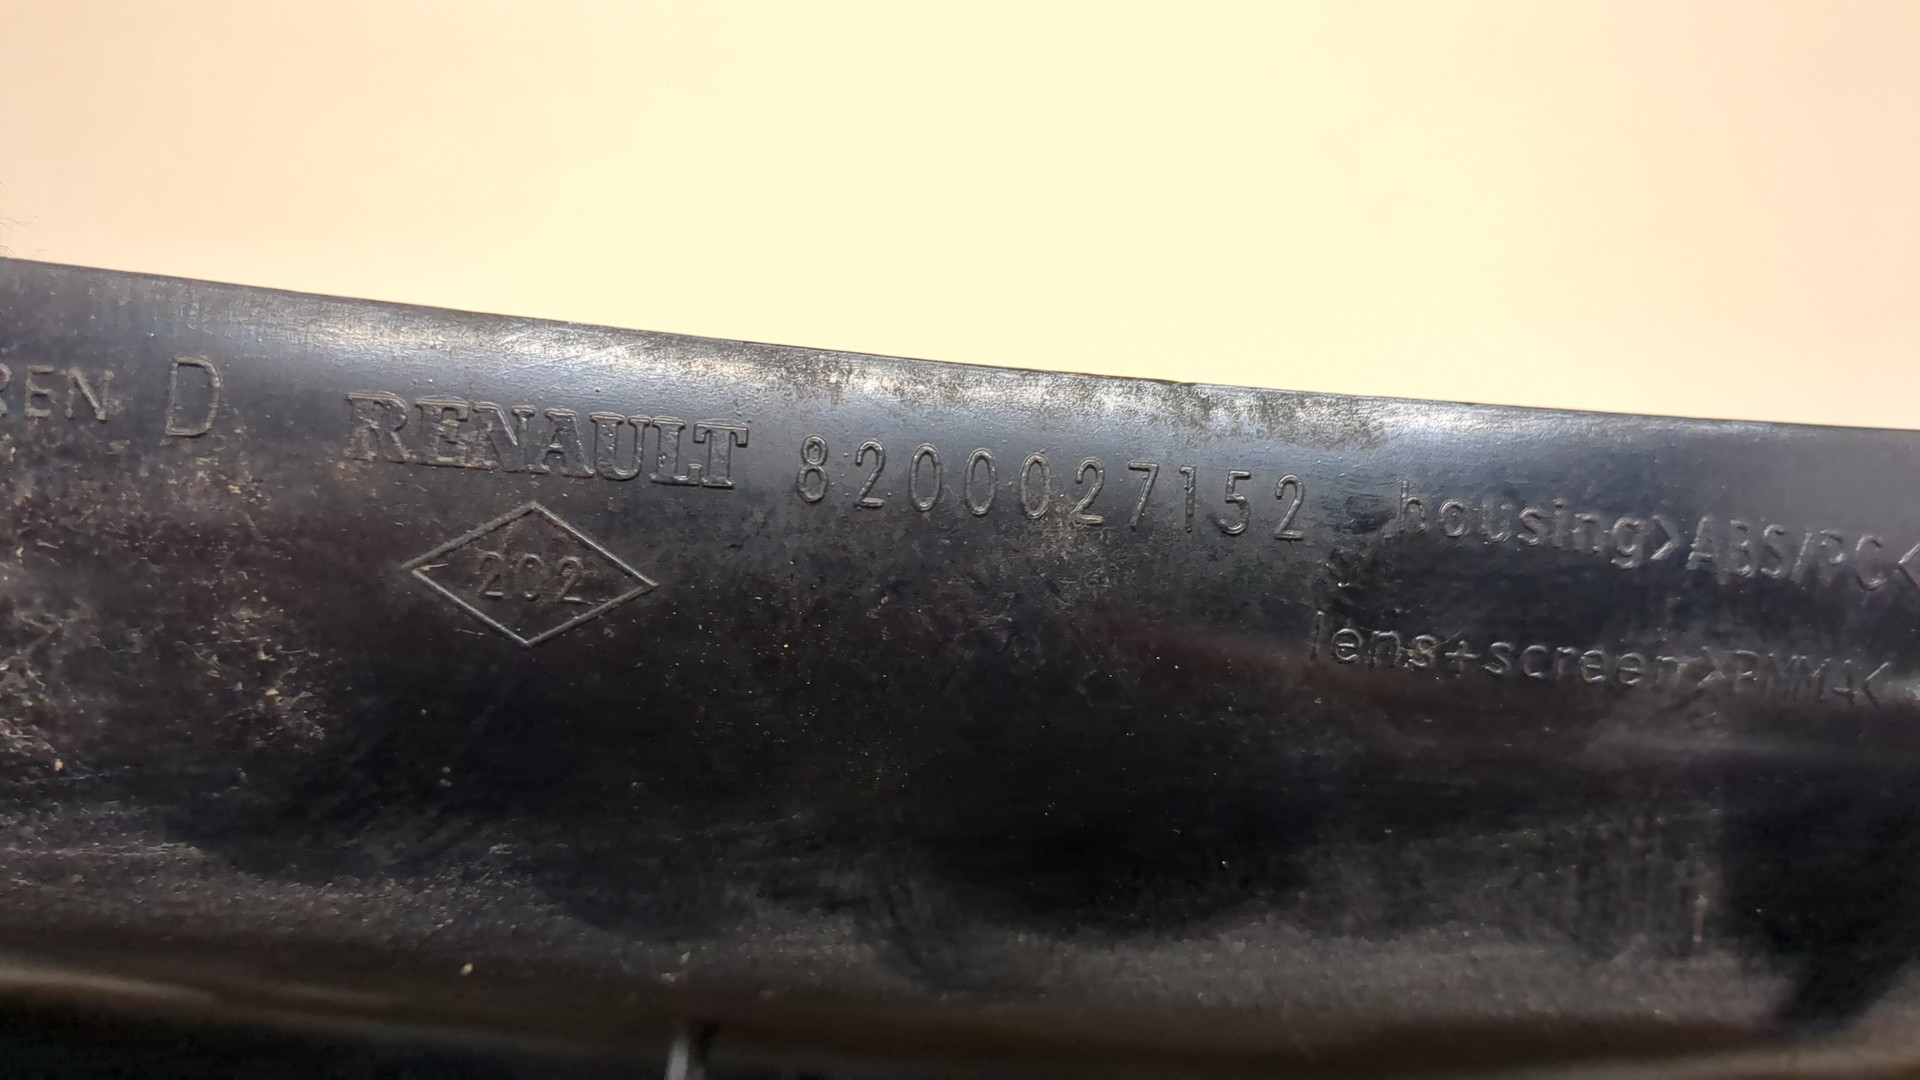 D RENAULT 8200027152 housing>ABS/PC<
202
lens+screen>PMMA<